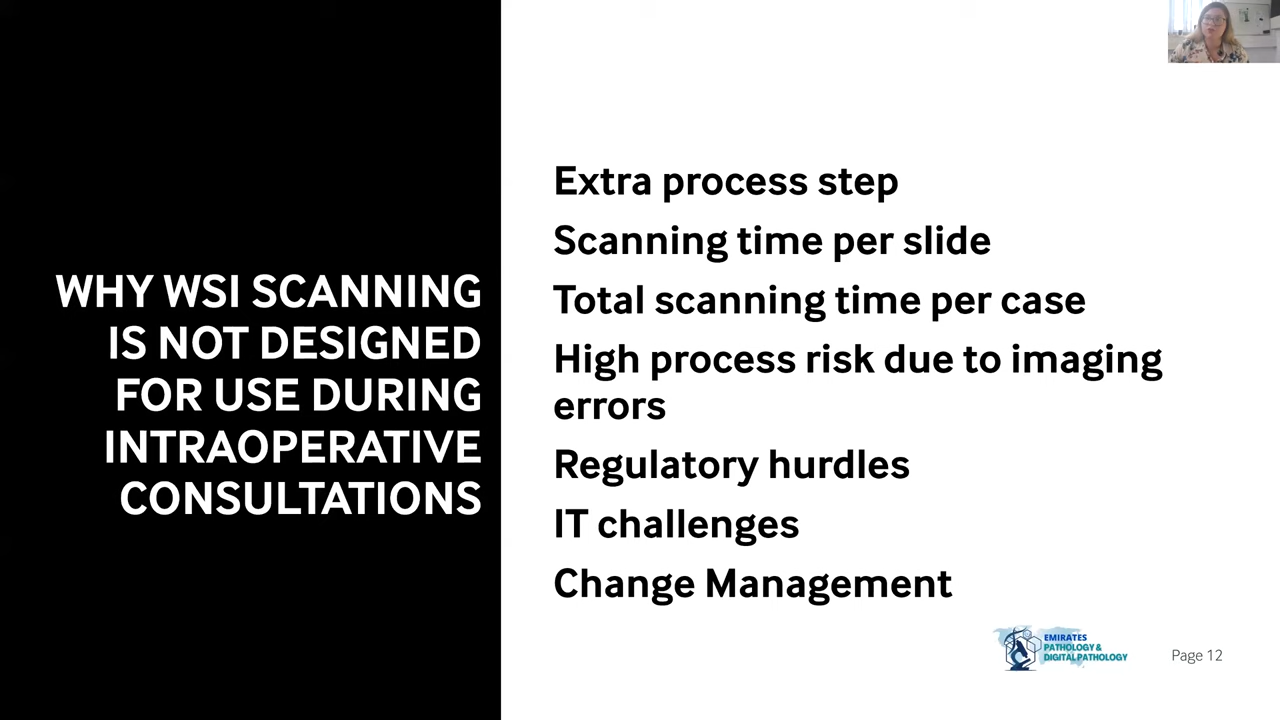 WHY WSI SCANNING
IS NOT DESIGNED
FOR USE DURING
INTRAOPERATIVE
CONSULTATIONS
Extra process step
Scanning time per slide
Total scanning time per case
High process risk due to imaging
errors
Regulatory hurdles
IT challenges
Change Management
EMIRATES
PATHOLOGY &
DIGITAL PATHOLOGY
Page 12